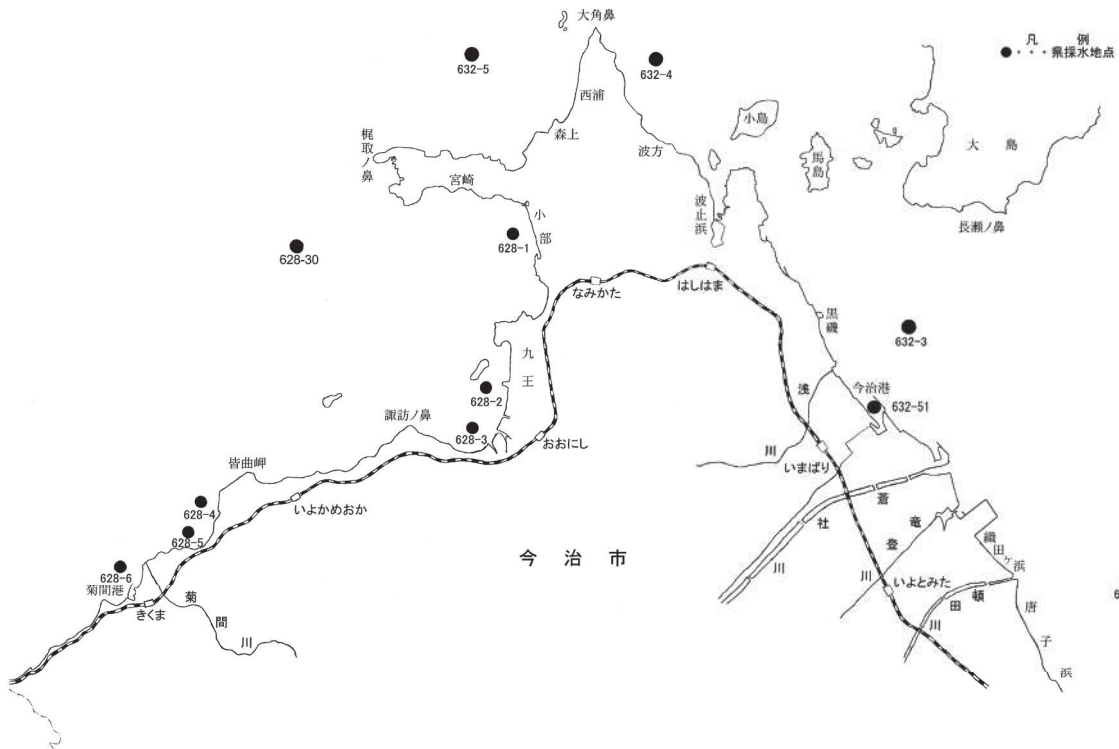 大角鼻
凡例
●・・・県採水地点
632-5
632-4
西浦
小島
森上
波方
馬島
大島
梶取ノ鼻
宮崎
波止浜
小部
長瀬ノ鼻
628-1
628-30
なみかた
はしはま
黒磯
632-3
九王
628-2
浅川
今治港
632-51
諏訪ノ鼻
628-3
おおにし
いまばり
皆曲岬
いよかめおか
蒼社川
628-4
628-5
竜登川
織田ヶ浜
今治市
628-6
菊間港
いよとみた
きくま
菊間川
頓田川
唐子浜
6